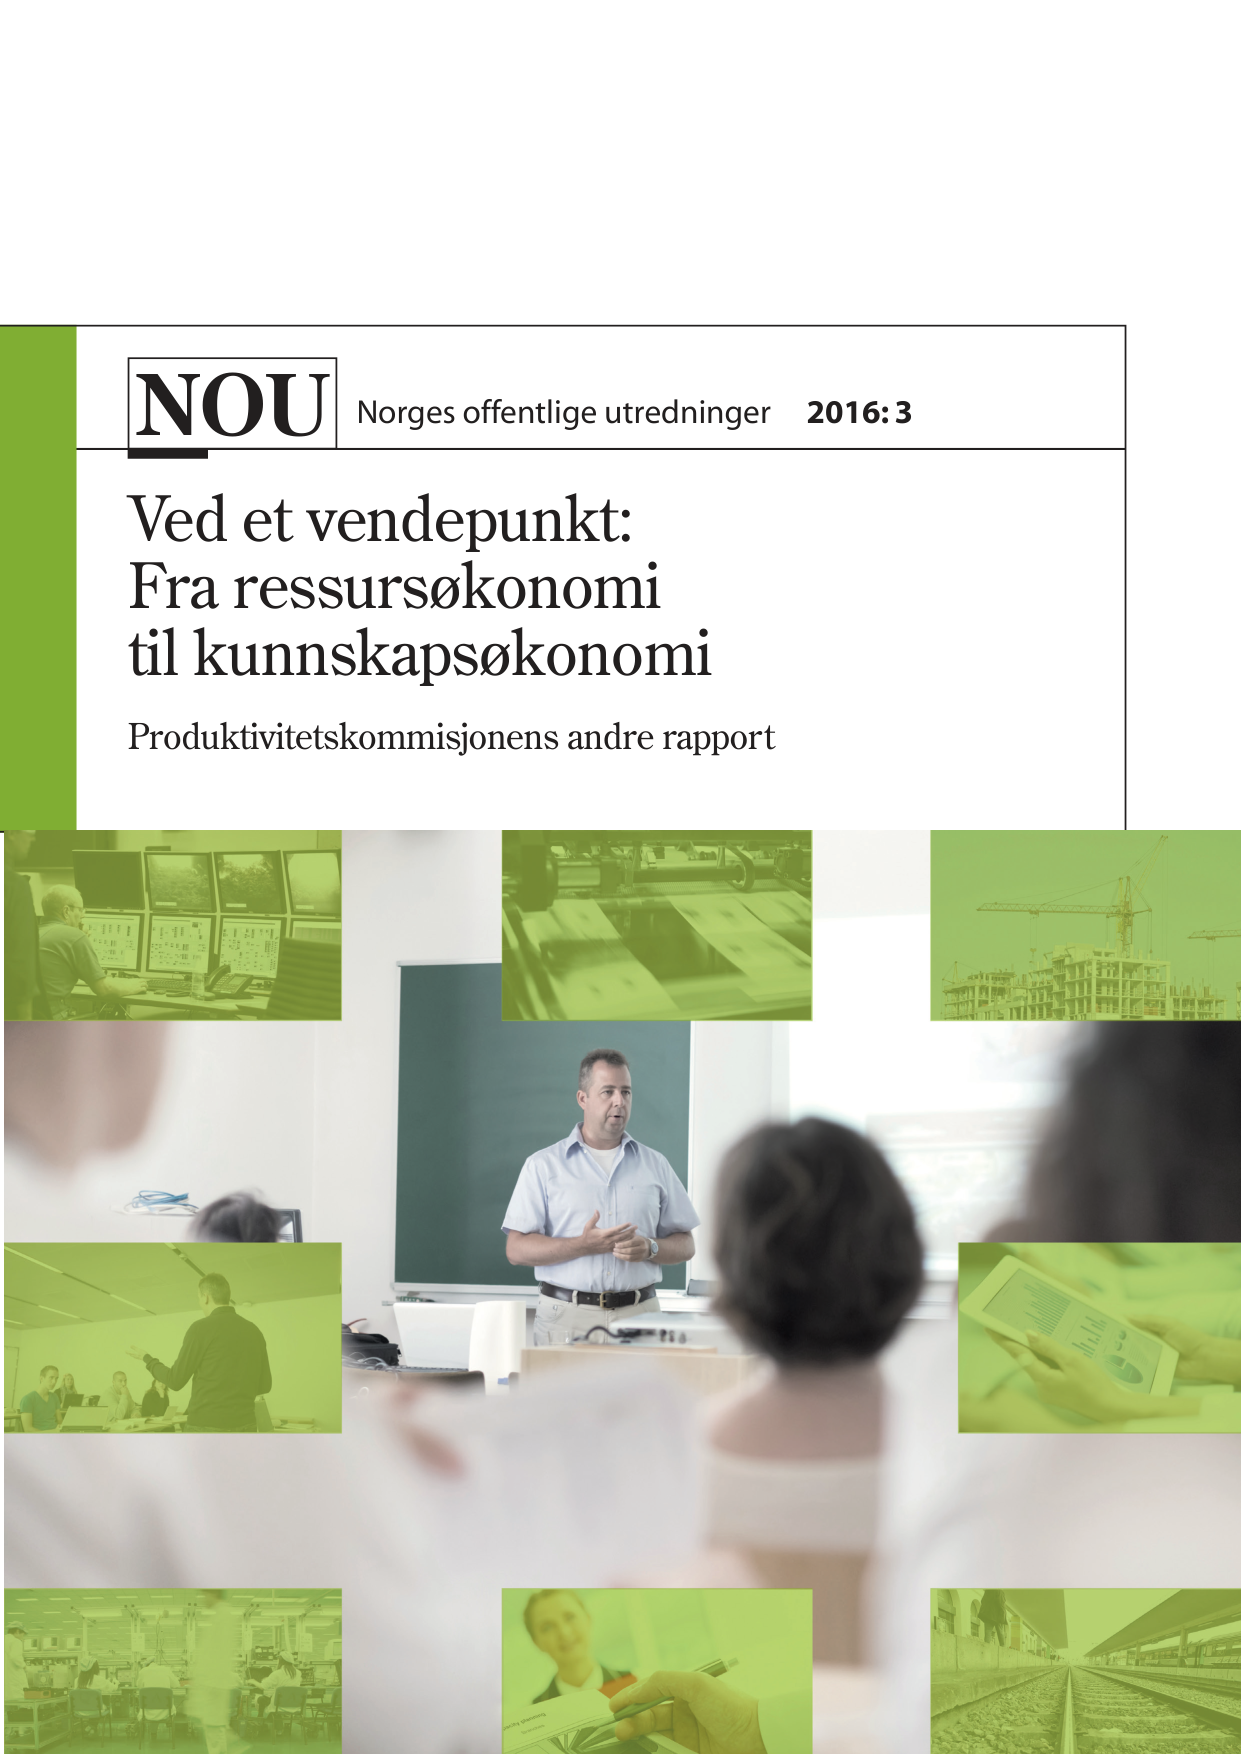 NOU Norges offentlige utredninger 2016: 3
Ved et vendepunkt:
Fra ressursøkonomi
til kunnskapsøkonomi
Produktivitetskommisjonens andre rapport